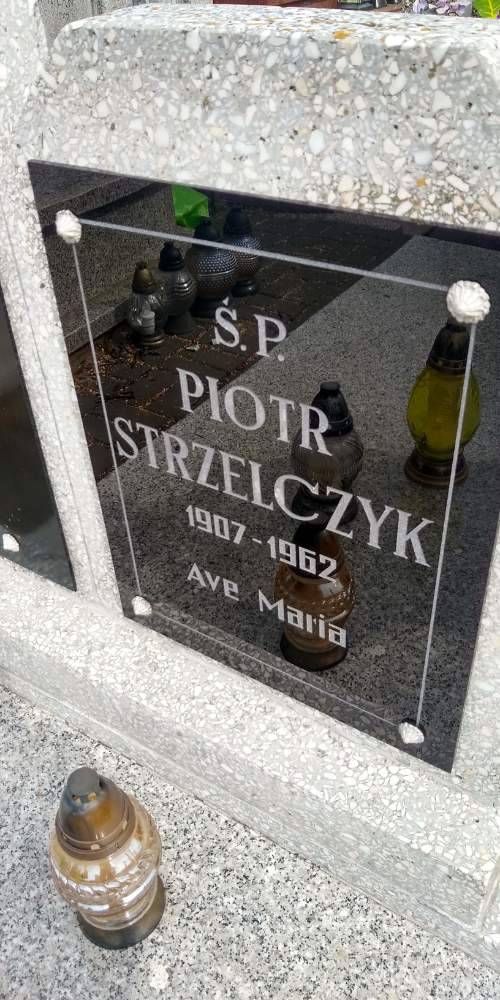 Ś.P.
PIOTR
STRZELCZYK
1907-1962
Ave Maria